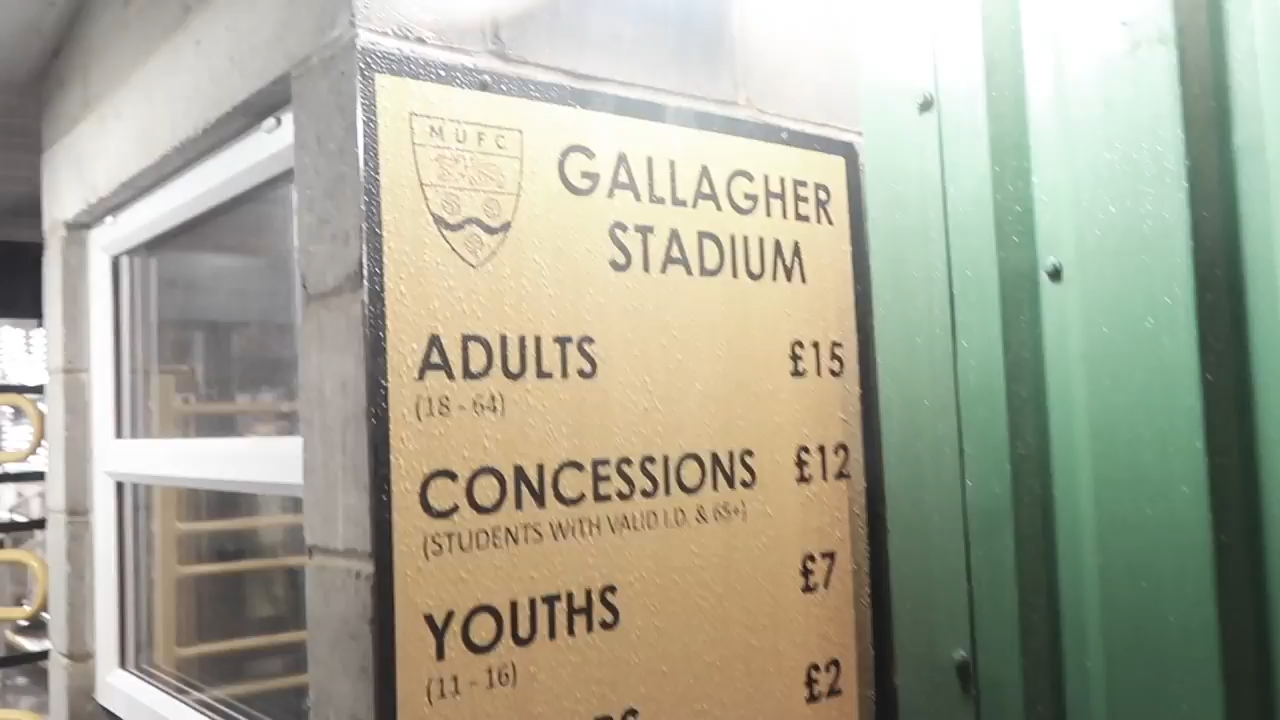 MUFC
GALLAGHER
STADIUM
ADULTS £15
(18 - 64)
CONCESSIONS £12
(STUDENTS WITH VALID I.D. & 65+)
YOUTHS £7
(11 - 16)
£2